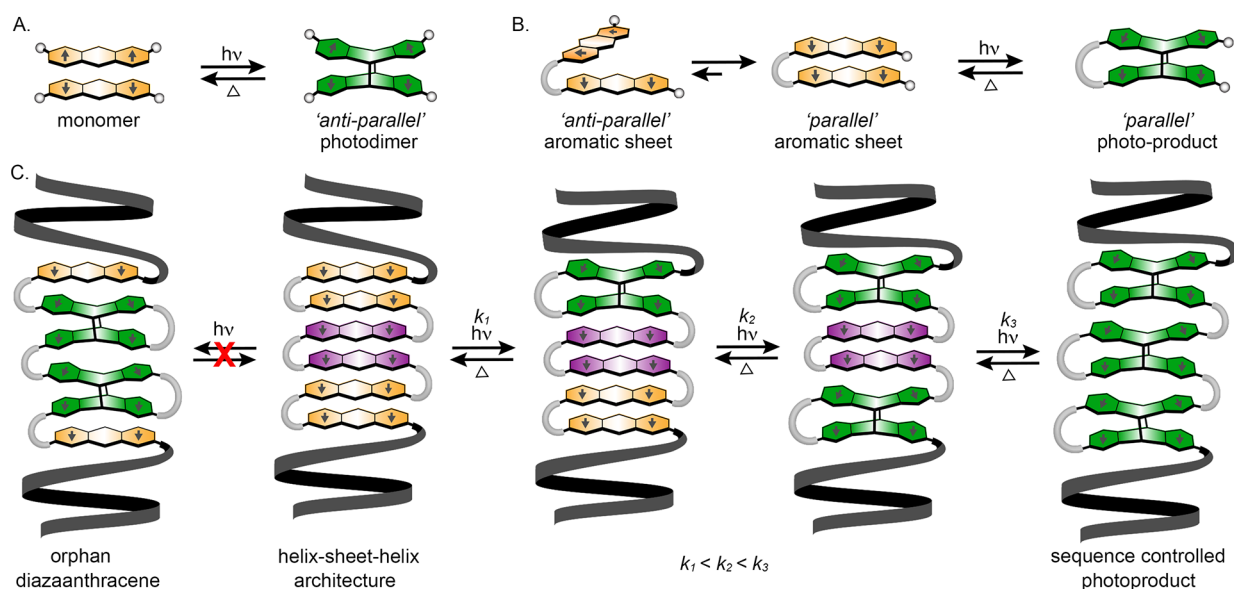 A.
hν
△
monomer
'anti-parallel'
photodimer
B.
'anti-parallel'
aromatic sheet
'parallel'
aromatic sheet
hν
△
'parallel'
photo-product
C.
hν
X
k1
hν
△
k2
hν
△
k3
hν
△
orphan
diazaanthracene
helix-sheet-helix
architecture
k1 < k2 < k3
sequence controlled
photoproduct